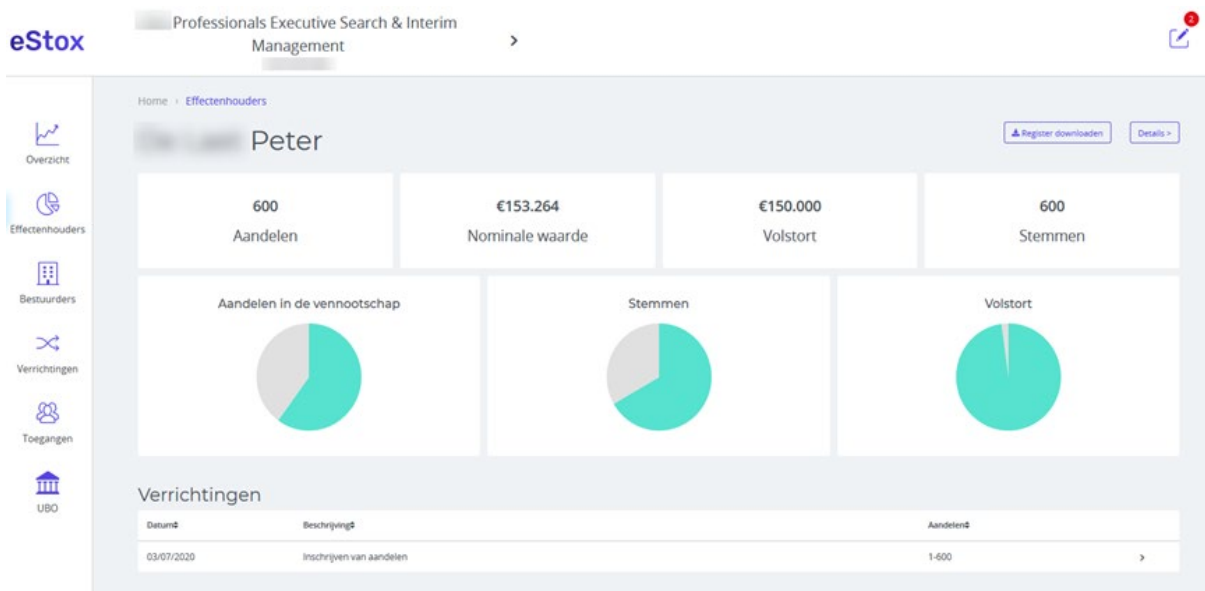 eStox
Professionals Executive Search & Interim
Management
>
2
Home › Effectenhouders
Peter
Register downloaden
Details >
Overzicht
Effectenhouders
Bestuurders
Verrichtingen
Toegangen
UBO
600
Aandelen
€153.264
Nominale waarde
€150.000
Volstort
600
Stemmen
Aandelen in de vennootschap
Stemmen
Volstort
Verrichtingen
Datum Beschrijving Aandelen
03/07/2020 Inschrijven van aandelen 1-600 >